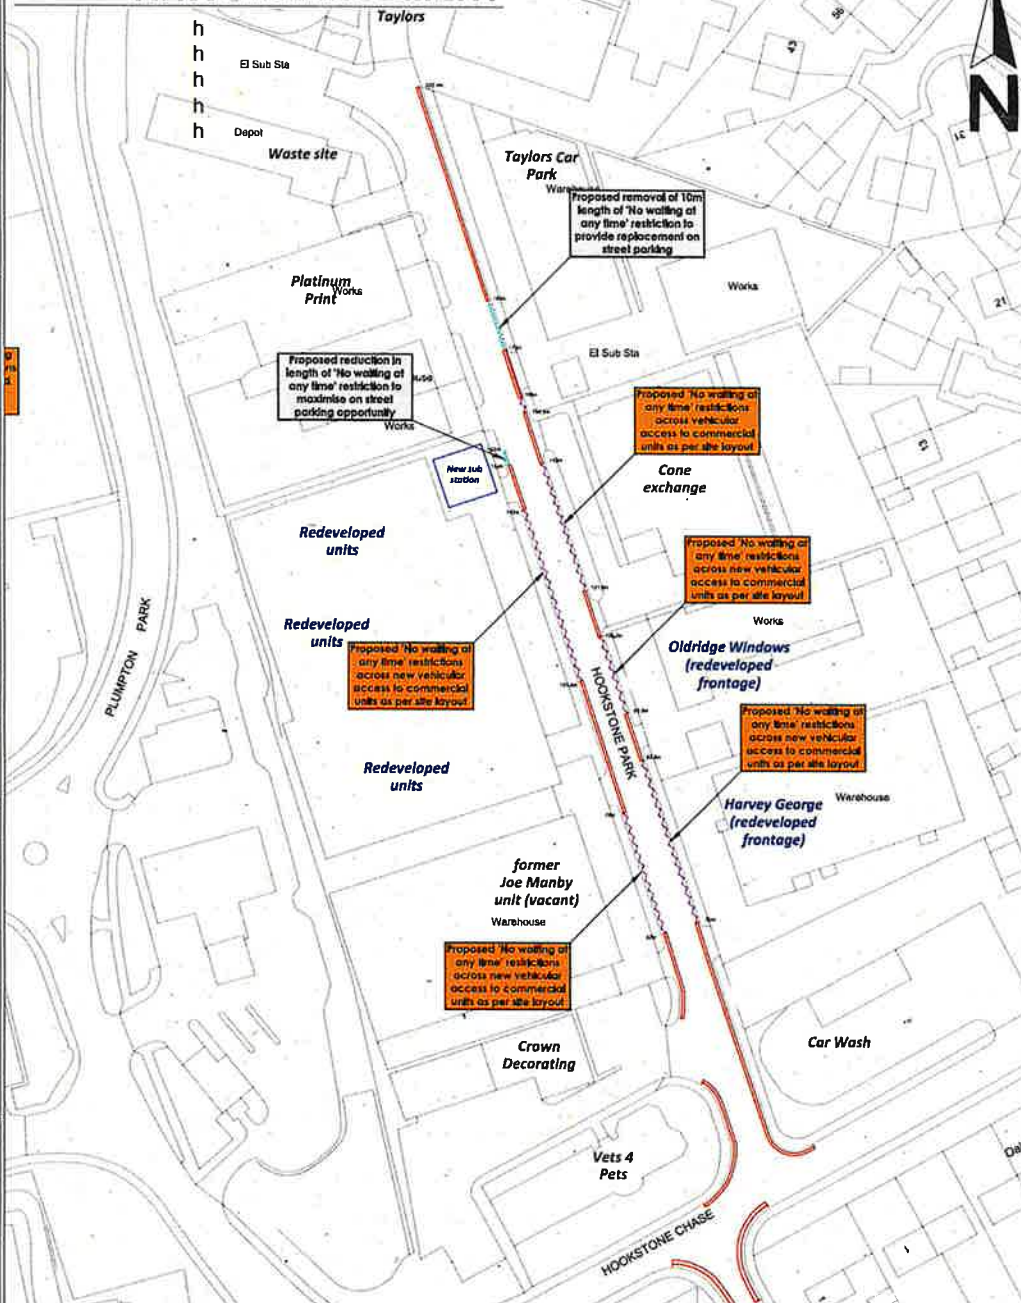 Taylors
h
h
El Sub Sta
h
h
h
Depot
Waste site
Taylors Car
Park
Proposed removal of 10m
length of 'No waiting at
any time' restriction to
provide replacement on
street parking
N
56
43
31
21
13
Platinum
Print
Works
Works
El Sub Sta
Proposed reduction in
length of 'No waiting at
any time' restriction to
maximise on street
parking opportunity
Works
New sub
station
Proposed 'No waiting at
any time' restrictions
across vehicular
access to commercial
units as per site layout
Cone
exchange
Redeveloped
units
Proposed 'No waiting at
any time' restrictions
across new vehicular
access to commercial
units as per site layout
Works
Redeveloped
units
Proposed 'No waiting at
any time' restrictions
across new vehicular
access to commercial
units as per site layout
Oldridge Windows
(redeveloped
frontage)
PLUMPTON PARK
HOOKSTONE PARK
Proposed 'No waiting at
any time' restrictions
across new vehicular
access to commercial
units as per site layout
Redeveloped
units
Harvey George
(redeveloped
frontage)
Warehouse
former
Joe Manby
unit (vacant)
Warehouse
Proposed 'No waiting at
any time' restrictions
across new vehicular
access to commercial
units as per site layout
Crown
Decorating
Car Wash
Vets 4
Pets
HOOKSTONE CHASE
1